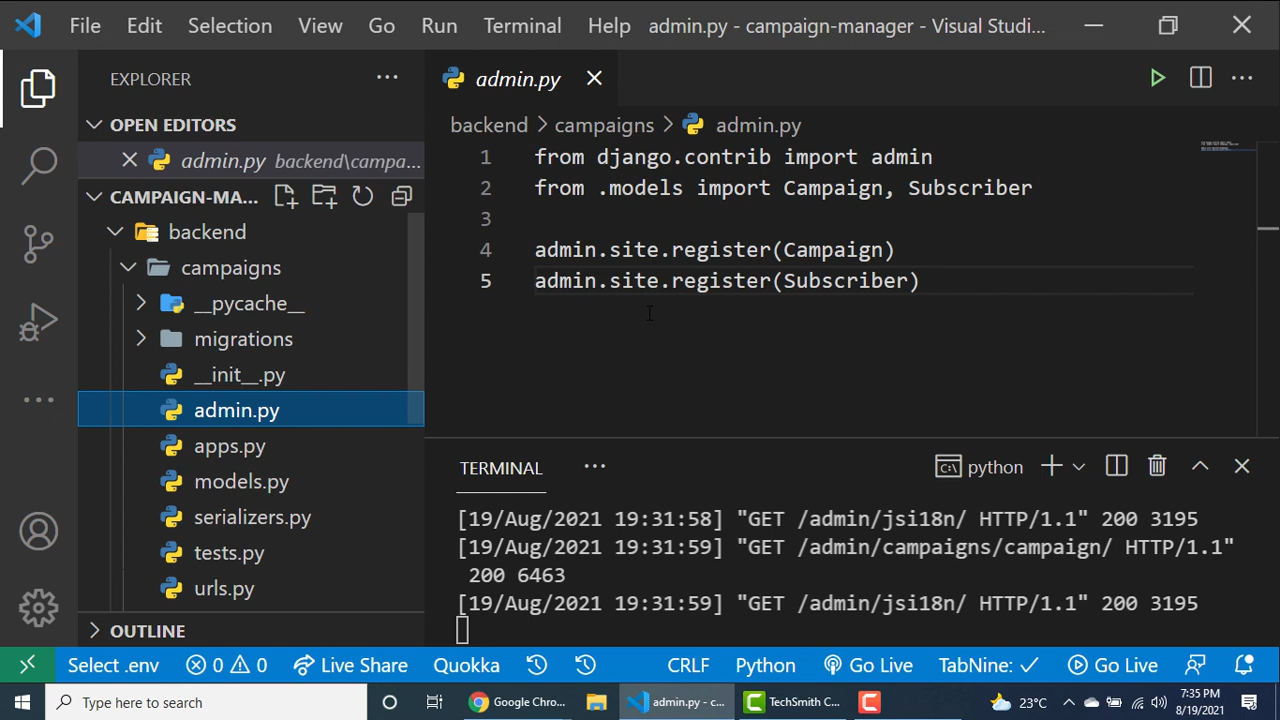 File Edit Selection View Go Run Terminal Help admin.py - campaign-manager - Visual Studi...
EXPLORER ...
OPEN EDITORS
admin.py backend\campa...
CAMPAIGN-MA...
backend
campaigns
__pycache__
migrations
__init__.py
admin.py
apps.py
models.py
serializers.py
tests.py
urls.py
OUTLINE
admin.py
backend > campaigns > admin.py
1 from django.contrib import admin
2 from .models import Campaign, Subscriber
3
4 admin.site.register(Campaign)
5 admin.site.register(Subscriber)
TERMINAL ... python
[19/Aug/2021 19:31:58] "GET /admin/jsi18n/ HTTP/1.1" 200 3195
[19/Aug/2021 19:31:59] "GET /admin/campaigns/campaign/ HTTP/1.1"
200 6463
[19/Aug/2021 19:31:59] "GET /admin/jsi18n/ HTTP/1.1" 200 3195
Select .env 0 0 Live Share Quokka CRLF Python Go Live TabNine: ✓ Go Live
Type here to search Google Chro... admin.py - c... TechSmith C... 23°C 7:35 PM
8/19/2021